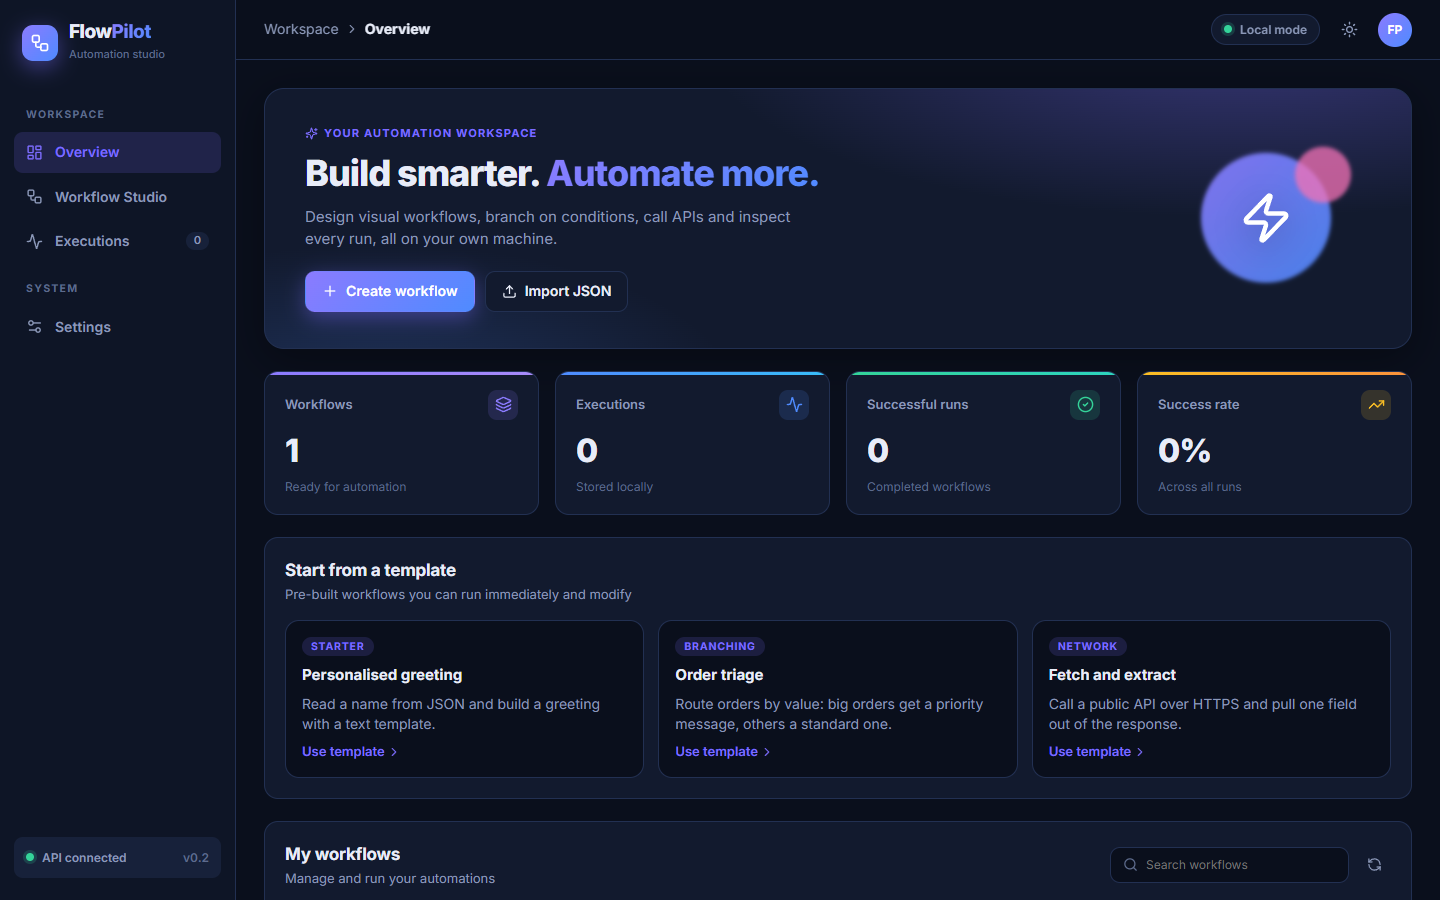 FlowPilot
Automation studio
WORKSPACE
Overview
Workflow Studio
Executions 0
SYSTEM
Settings
API connected v0.2
Workspace > Overview
Local mode
FP
YOUR AUTOMATION WORKSPACE
Build smarter. Automate more.
Design visual workflows, branch on conditions, call APIs and inspect
every run, all on your own machine.
Create workflow
Import JSON
Workflows
1
Ready for automation
Executions
0
Stored locally
Successful runs
0
Completed workflows
Success rate
0%
Across all runs
Start from a template
Pre-built workflows you can run immediately and modify
STARTER
Personalised greeting
Read a name from JSON and build a greeting
with a text template.
Use template
BRANCHING
Order triage
Route orders by value: big orders get a priority
message, others a standard one.
Use template
NETWORK
Fetch and extract
Call a public API over HTTPS and pull one field
out of the response.
Use template
My workflows
Manage and run your automations
Search workflows